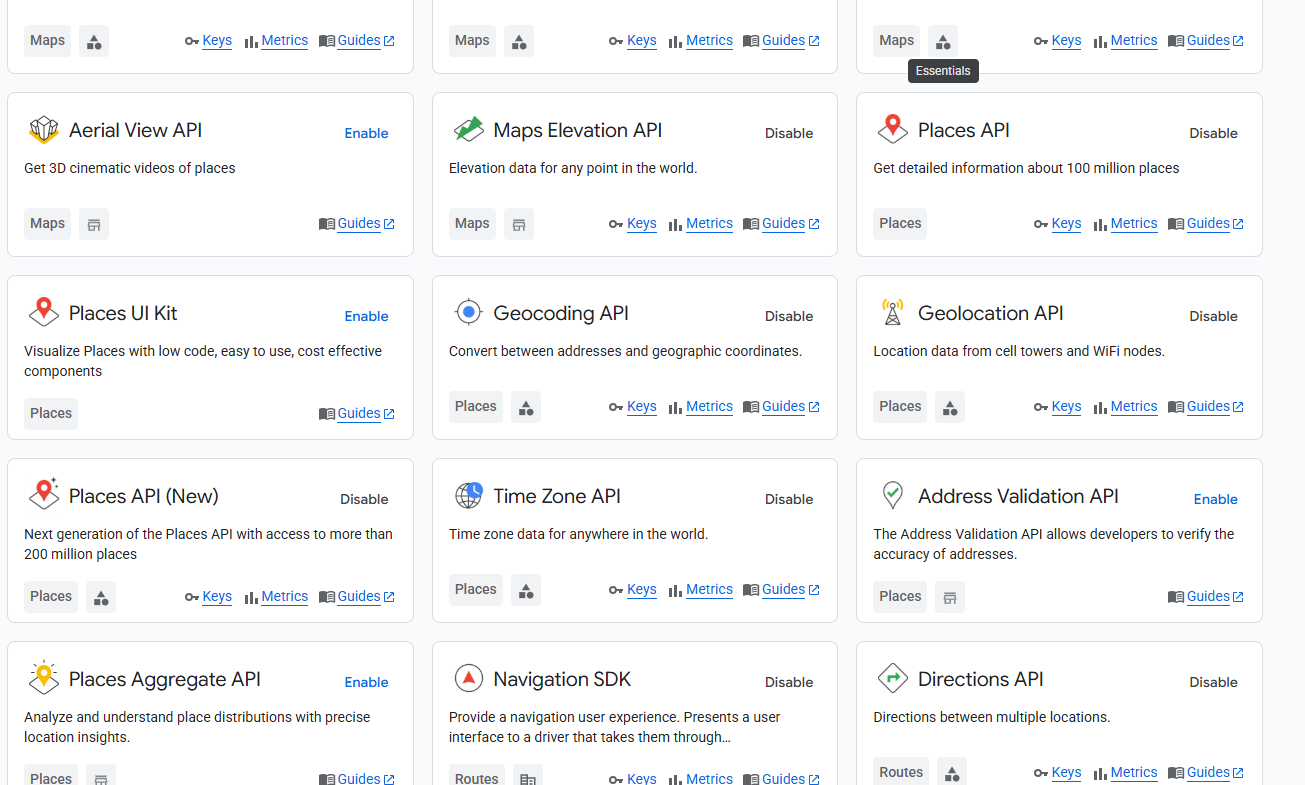 Maps Keys Metrics Guides
Maps Keys Metrics Guides
Maps Keys Metrics Guides
Essentials
Aerial View API Enable
Get 3D cinematic videos of places
Maps Guides
Maps Elevation API Disable
Elevation data for any point in the world.
Maps Keys Metrics Guides
Places API Disable
Get detailed information about 100 million places
Places Keys Metrics Guides
Places UI Kit Enable
Visualize Places with low code, easy to use, cost effective
components
Places Guides
Geocoding API Disable
Convert between addresses and geographic coordinates.
Places Keys Metrics Guides
Geolocation API Disable
Location data from cell towers and WiFi nodes.
Places Keys Metrics Guides
Places API (New) Disable
Next generation of the Places API with access to more than
200 million places
Places Keys Metrics Guides
Time Zone API Disable
Time zone data for anywhere in the world.
Places Keys Metrics Guides
Address Validation API Enable
The Address Validation API allows developers to verify the
accuracy of addresses.
Places Guides
Places Aggregate API Enable
Analyze and understand place distributions with precise
location insights.
Places Guides
Navigation SDK Disable
Provide a navigation user experience. Presents a user
interface to a driver that takes them through…
Routes Keys Metrics Guides
Directions API Disable
Directions between multiple locations.
Routes Keys Metrics Guides